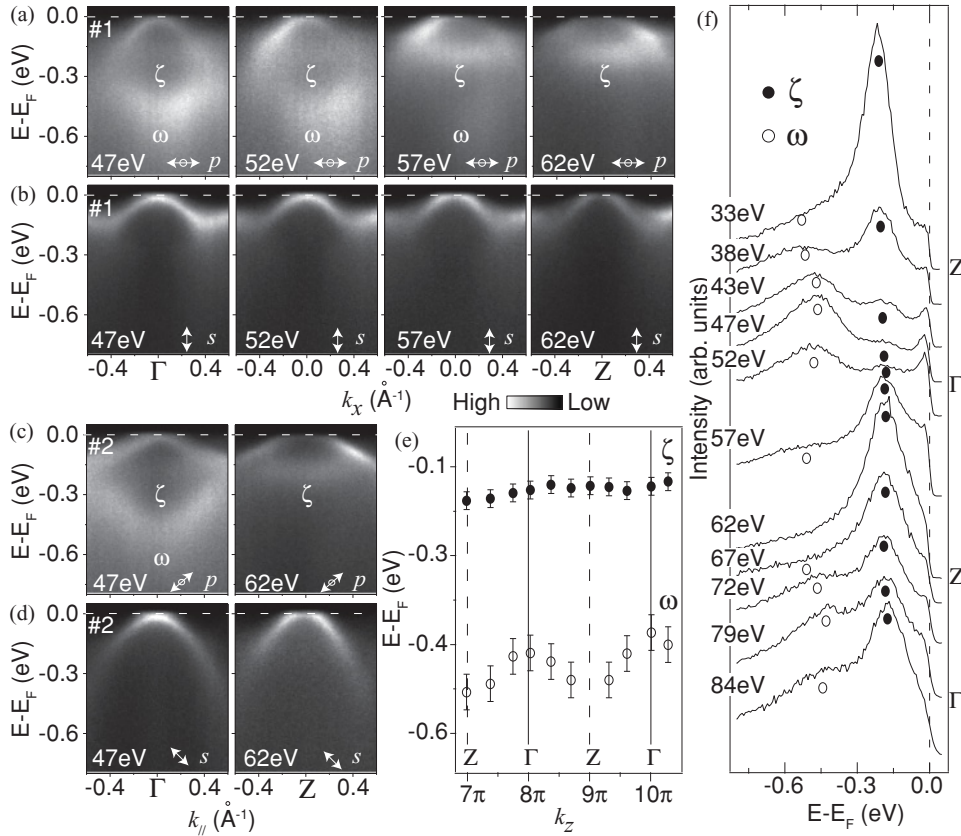 (a)
#1
0.0
-0.3
-0.6
E-E_F (eV)
ζ
ω
47eV
p
ζ
ω
52eV
p
ζ
ω
57eV
p
ζ
ω
62eV
p
(b)
#1
0.0
-0.3
-0.6
E-E_F (eV)
47eV
s
52eV
s
57eV
s
62eV
s
-0.4 Γ 0.4
-0.4 0.4
-0.4 0.4
-0.4 Z 0.4
k_x (Å⁻¹)
High Low
(c)
#2
0.0
-0.3
-0.6
E-E_F (eV)
ζ
ω
47eV
p
ζ
62eV
p
(d)
#2
0.0
-0.3
-0.6
E-E_F (eV)
47eV
s
62eV
s
-0.4 Γ 0.4
-0.4 Z 0.4
k_// (Å⁻¹)
(e)
-0.1
-0.3
-0.4
-0.6
E-E_F (eV)
ζ
ω
Z Γ Z Γ
7π 8π 9π 10π
k_z
(f)
ζ
ω
33eV
38eV
43eV
47eV
52eV
57eV
62eV
67eV
72eV
79eV
84eV
Z
Γ
Z
Γ
Intensity (arb. units)
-0.6 -0.3 0.0
E-E_F (eV)